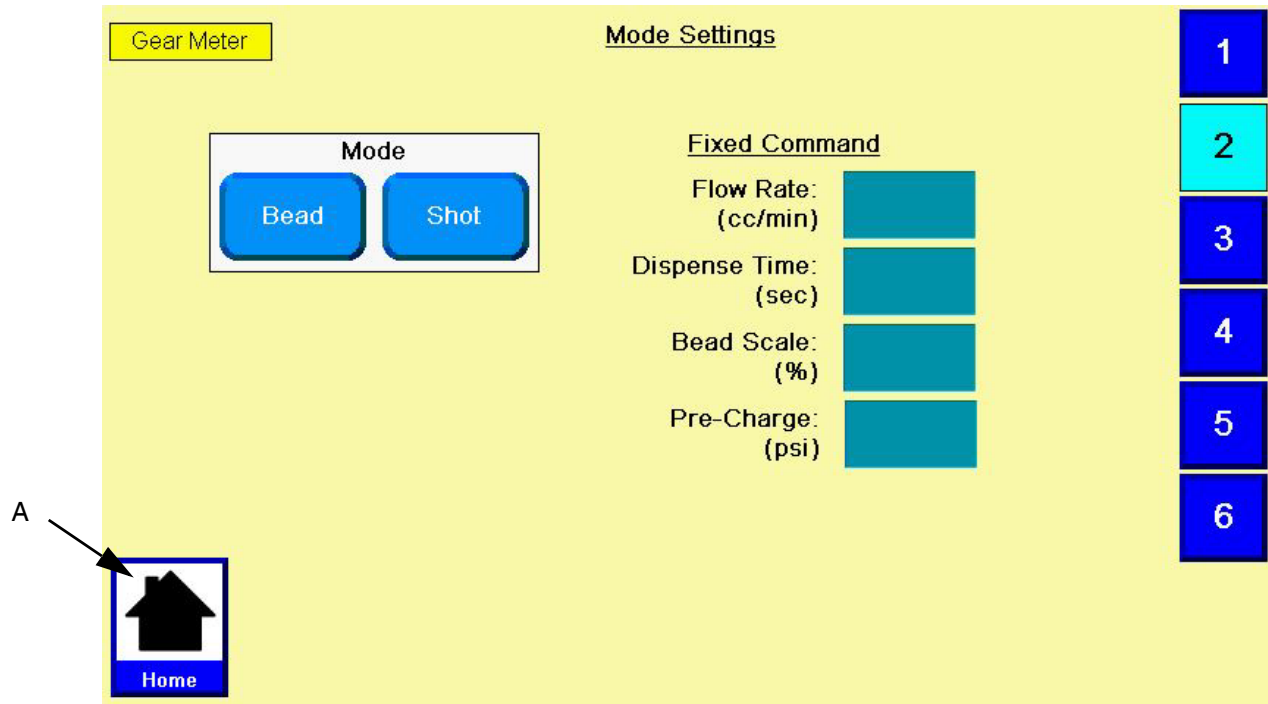 Gear Meter
Mode Settings
1
2
3
4
5
6
Mode
Bead
Shot
Fixed Command
Flow Rate:
(cc/min)
Dispense Time:
(sec)
Bead Scale:
(%)
Pre-Charge:
(psi)
A
Home